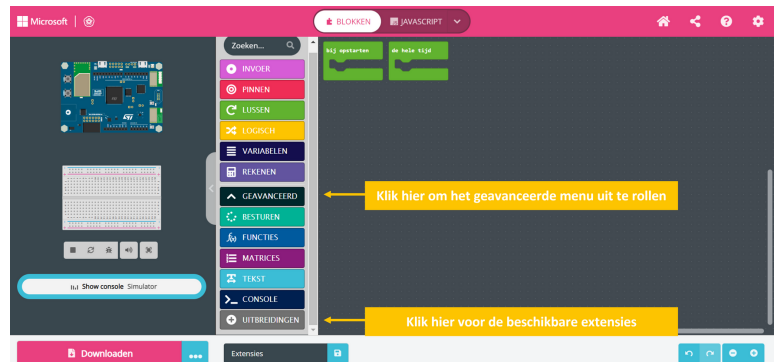 Microsoft
BLOKKEN
JAVASCRIPT
Zoeken...
INVOER
PINNEN
LUSSEN
LOGISCH
VARIABELEN
REKENEN
GEAVANCEERD
BESTUREN
FUNCTIES
MATRICES
TEKST
CONSOLE
UITBREIDINGEN
bij opstarten
de hele tijd
Klik hier om het geavanceerde menu uit te rollen
Klik hier voor de beschikbare extensies
Show console Simulator
Downloaden
Extensies